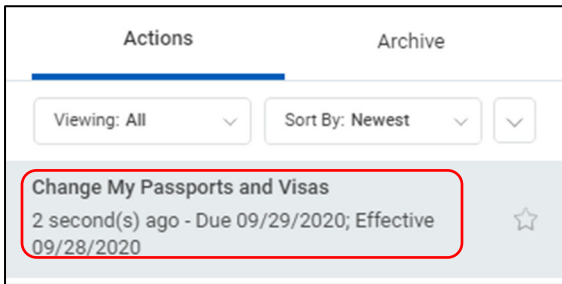 Actions Archive
Viewing: All Sort By: Newest
Change My Passports and Visas
2 second(s) ago - Due 09/29/2020; Effective
09/28/2020